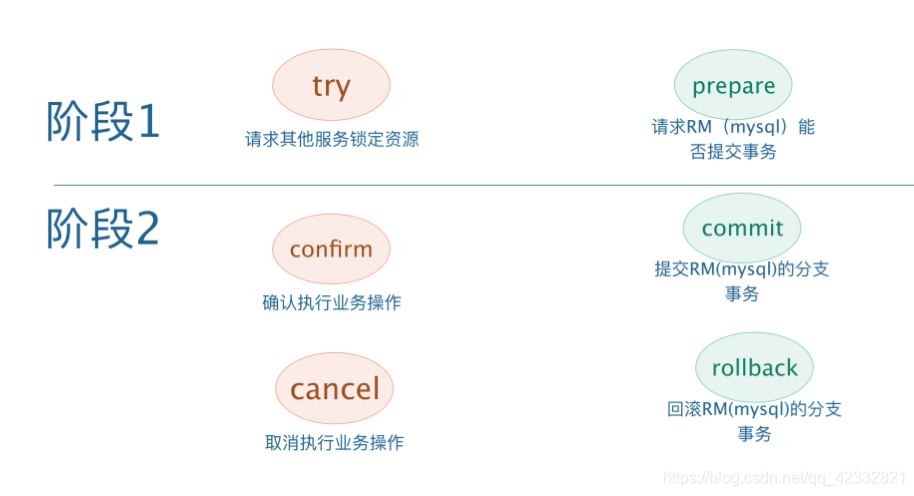 阶段1
try
请求其他服务锁定资源
prepare
请求RM（mysql）能
否提交事务
阶段2
confirm
确认执行业务操作
commit
提交RM(mysql)的分支
事务
cancel
取消执行业务操作
rollback
回滚RM(mysql)的分支
事务
https://blog.csdn.net/qq_42332821